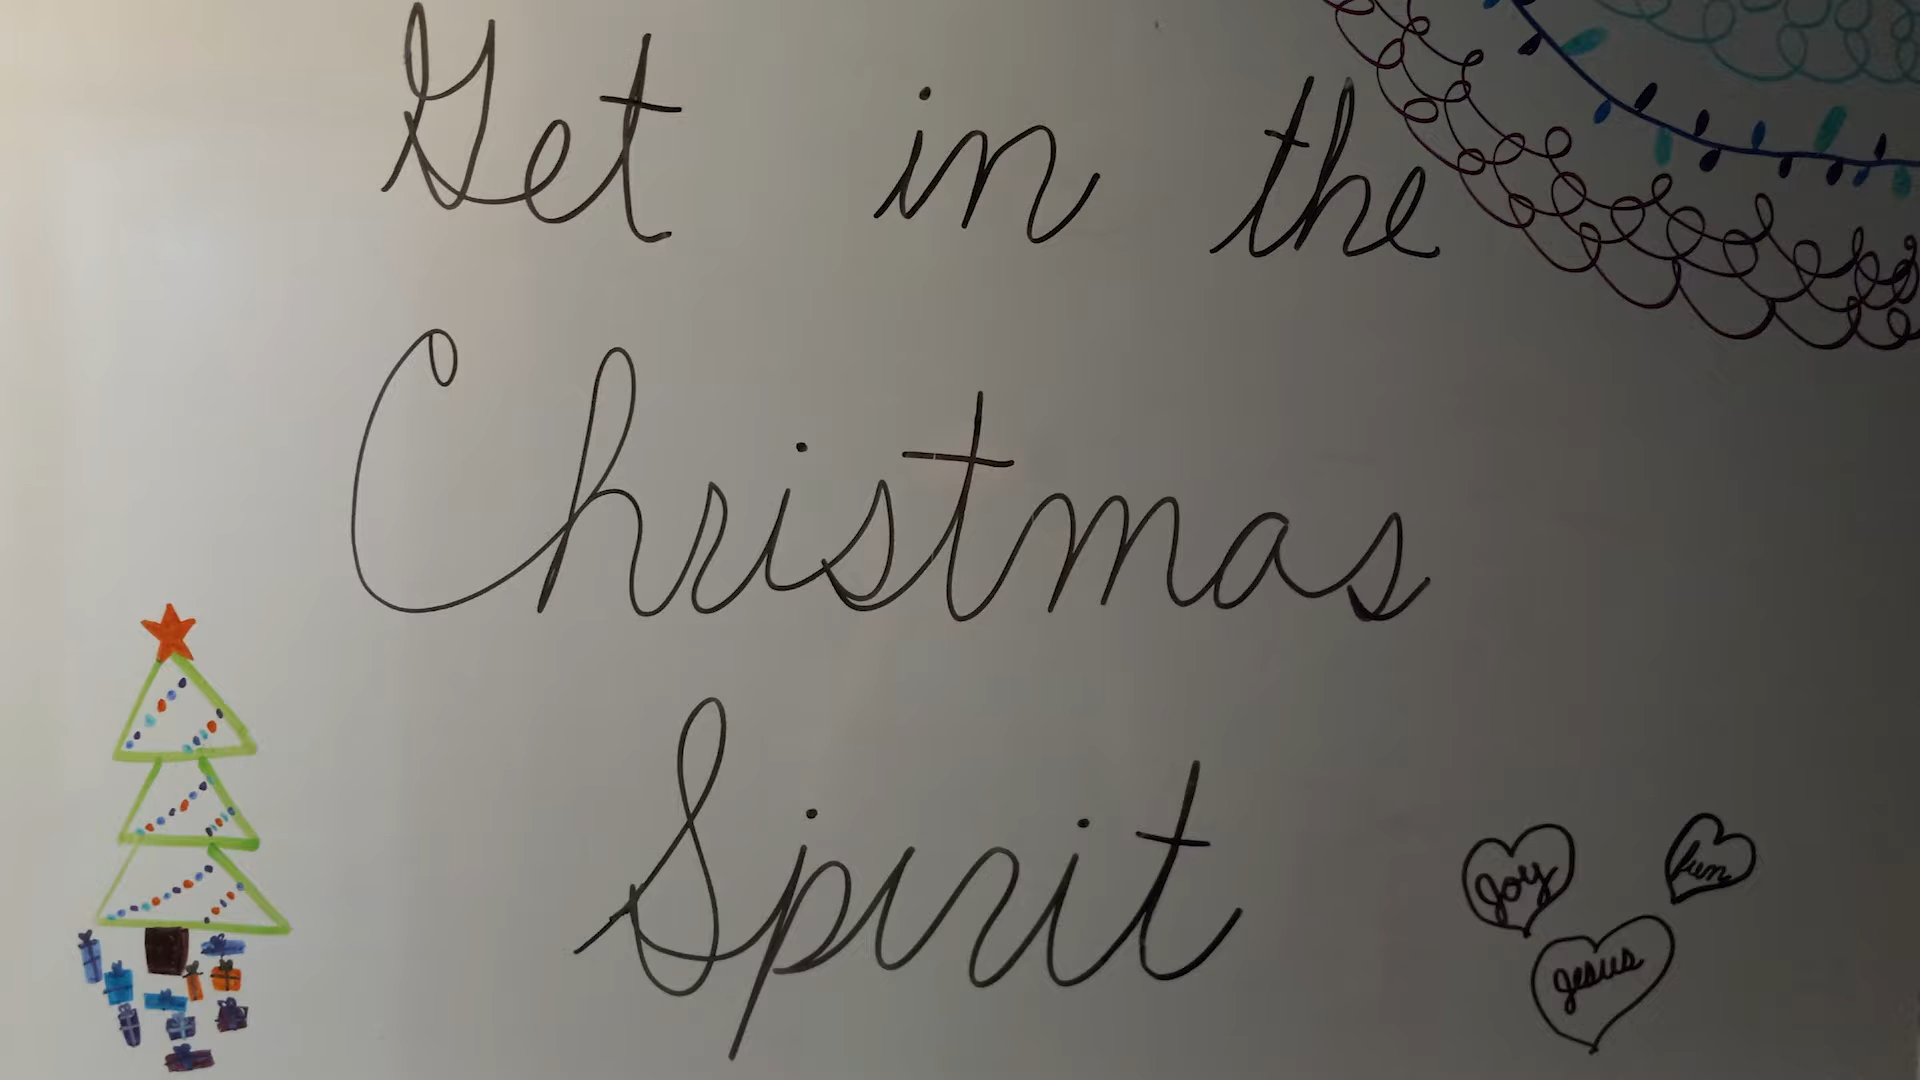 Get in the
Christmas
Spirit
Joy
fun
Jesus